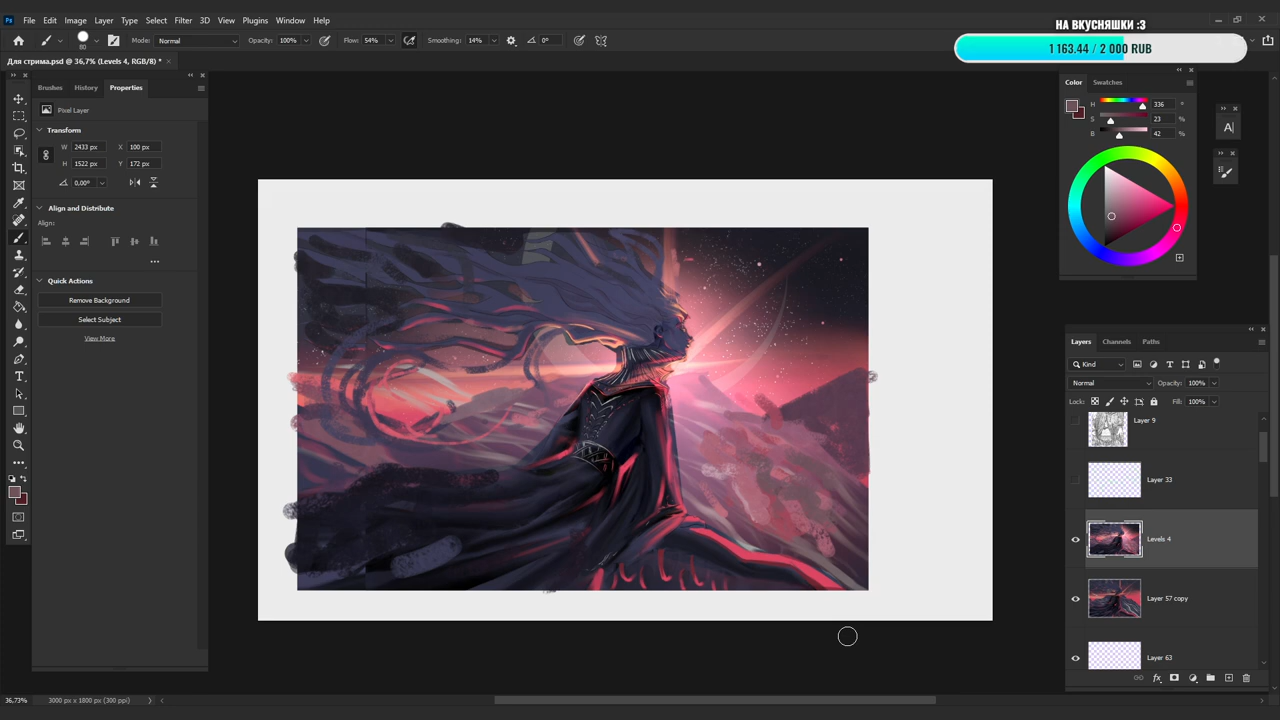 Ps File Edit Image Layer Type Select Filter 3D View Plugins Window Help
НА ВКУСНЯШКИ :3
1 163.44 / 2 000 RUB
80 Mode: Normal Opacity: 100% Flow: 54% Smoothing: 14% 0°
Для стрима.psd @ 36,7% (Levels 4, RGB/8) *
Brushes History Properties
Pixel Layer
Transform
W 2433 px X 100 px
H 1522 px Y 172 px
0,00°
Align and Distribute
Align:
Quick Actions
Remove Background
Select Subject
View More
Color Swatches
H 336 °
S 23 %
B 42 %
A
Layers Channels Paths
Kind
Normal Opacity: 100%
Lock: Fill: 100%
Layer 9
Layer 33
Levels 4
Layer 57 copy
Layer 63
fx
36,73% 3000 px x 1800 px (300 ppi)